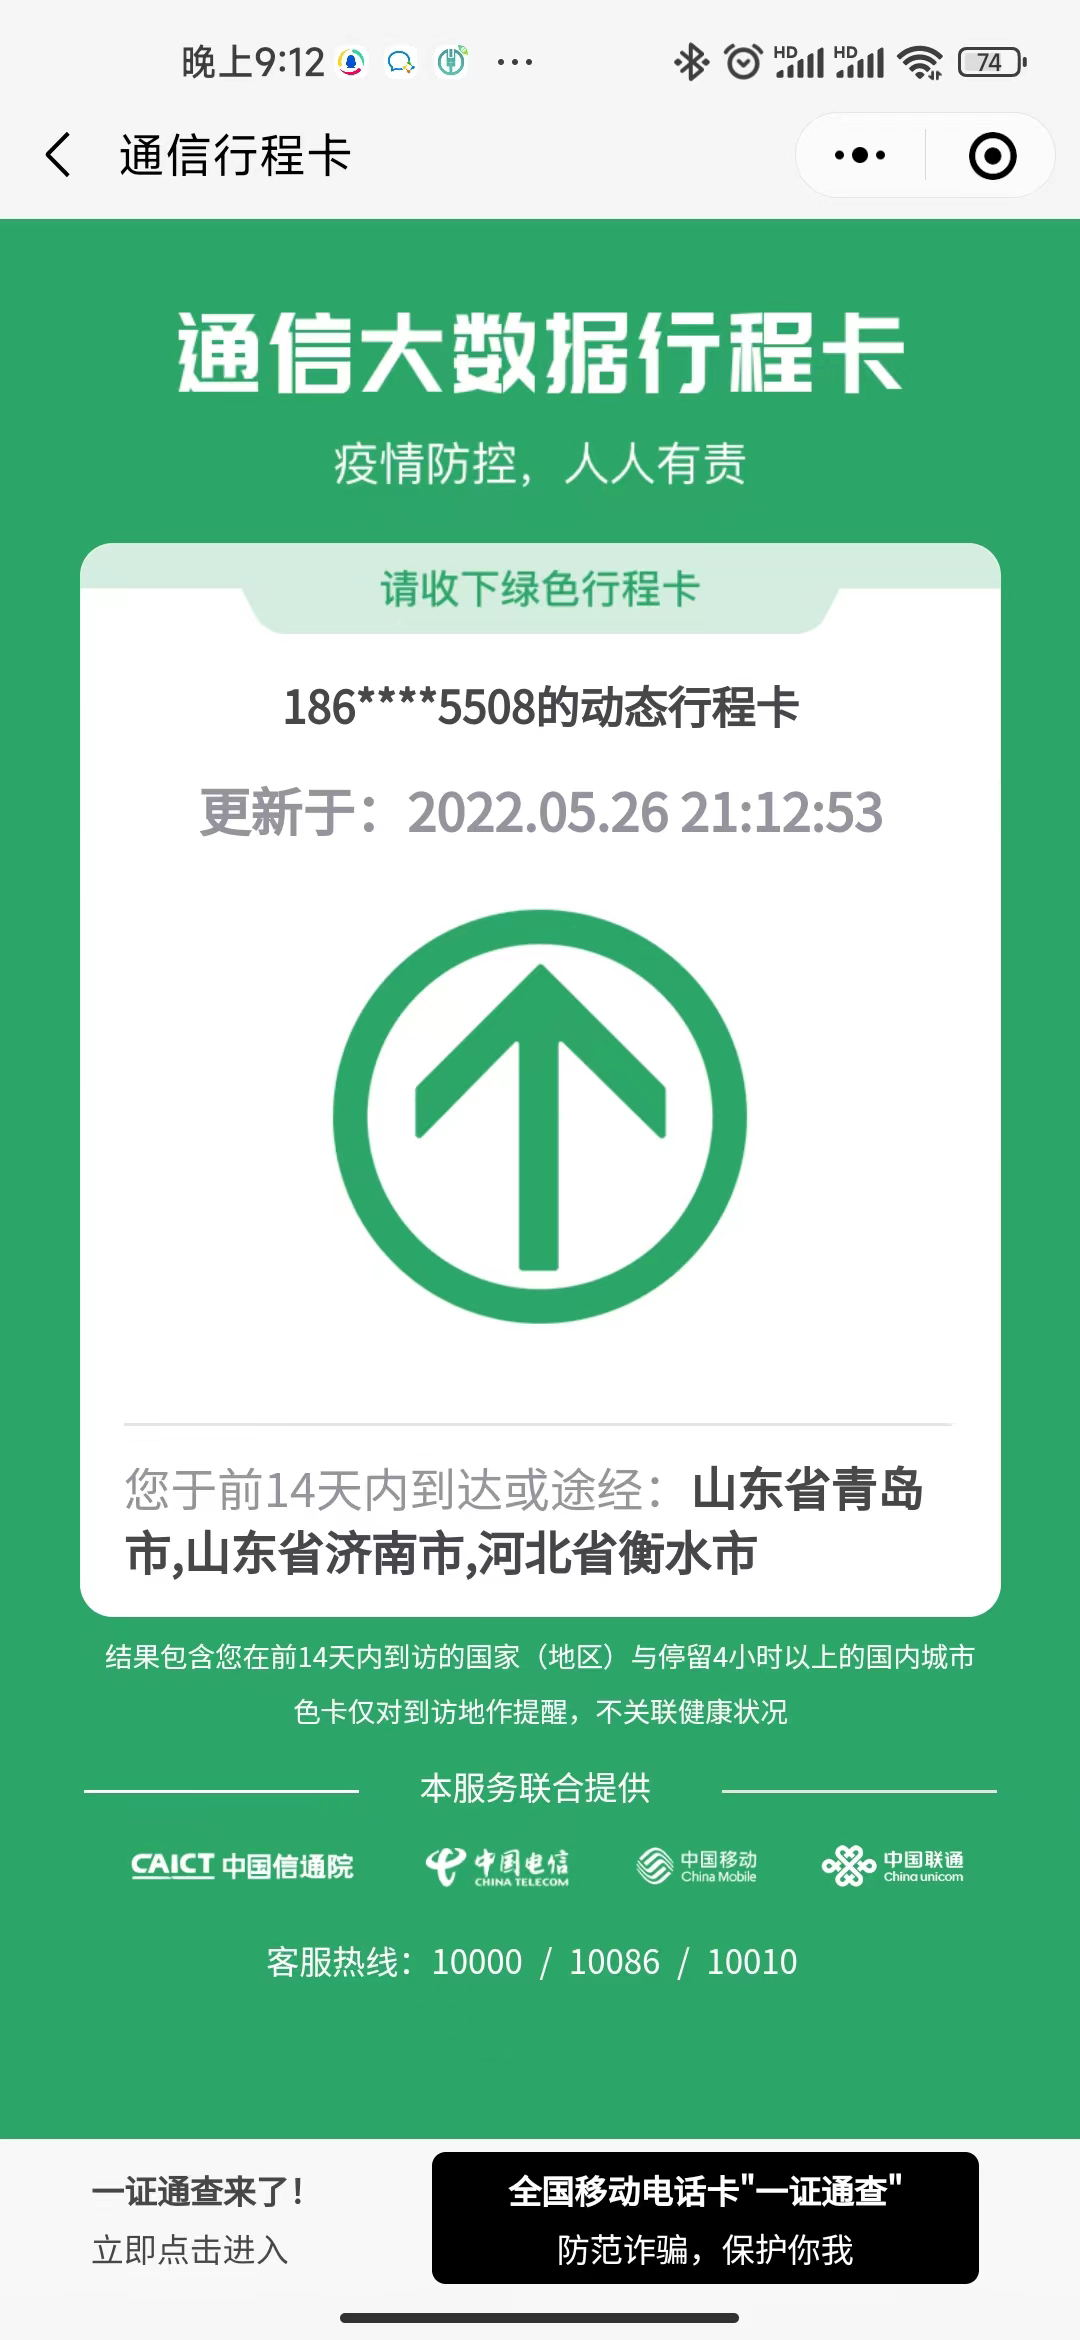 晚上9:12
HD HD 74
通信行程卡
通信大数据行程卡
疫情防控，人人有责
请收下绿色行程卡
186****5508的动态行程卡
更新于：2022.05.26 21:12:53
您于前14天内到达或途经：山东省青岛
市,山东省济南市,河北省衡水市
结果包含您在前14天内到访的国家（地区）与停留4小时以上的国内城市
色卡仅对到访地作提醒，不关联健康状况
本服务联合提供
CAICT 中国信通院 中国电信 CHINA TELECOM 中国移动 China Mobile 中国联通 China unicom
客服热线：10000 / 10086 / 10010
一证通查来了！
立即点击进入
全国移动电话卡"一证通查"
防范诈骗，保护你我